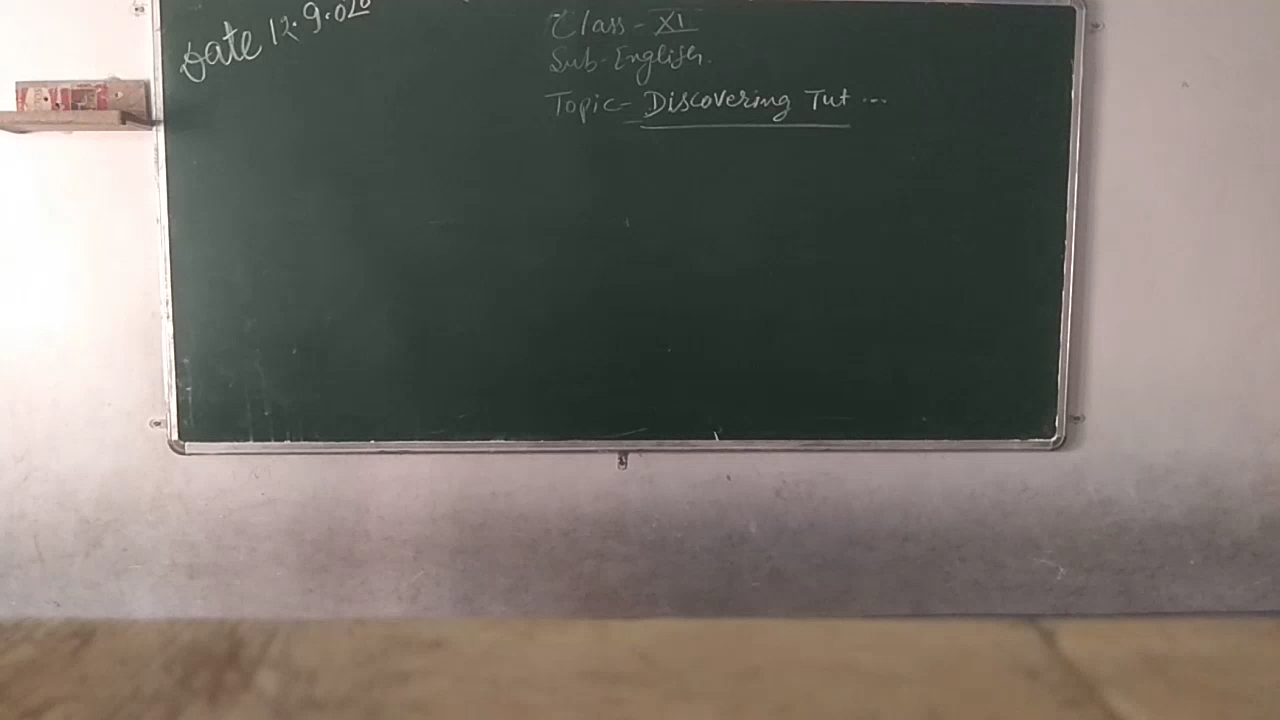 Date 12.9.020
Class - XI
Sub - English.
Topic - Discovering Tut ...